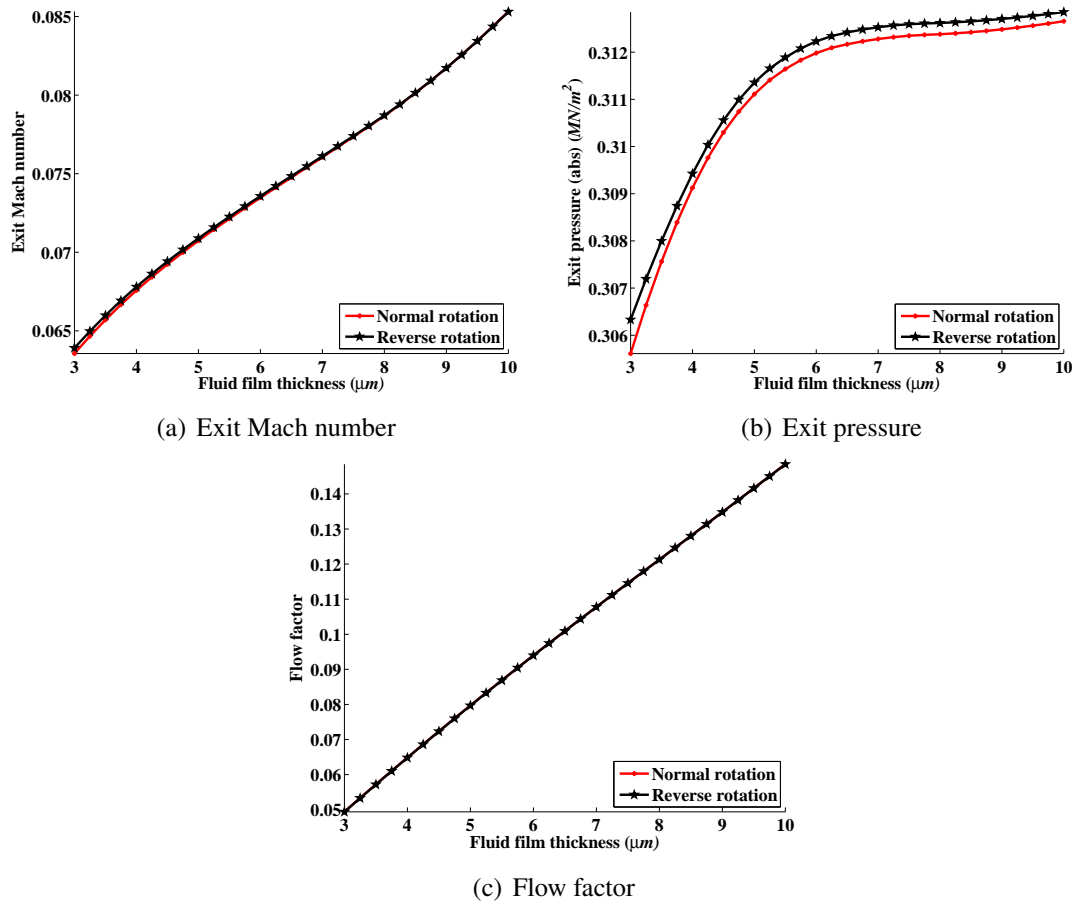 0.085
0.08
0.075
0.07
0.065
Exit Mach number
Normal rotation
Reverse rotation
3 4 5 6 7 8 9 10
Fluid film thickness (μm)
(a) Exit Mach number
0.312
0.311
0.31
0.309
0.308
0.307
0.306
Exit pressure (abs) (MN/m²)
Normal rotation
Reverse rotation
3 4 5 6 7 8 9 10
Fluid film thickness (μm)
(b) Exit pressure
0.14
0.13
0.12
0.11
0.1
0.09
0.08
0.07
0.06
0.05
Flow factor
Normal rotation
Reverse rotation
3 4 5 6 7 8 9 10
Fluid film thickness (μm)
(c) Flow factor